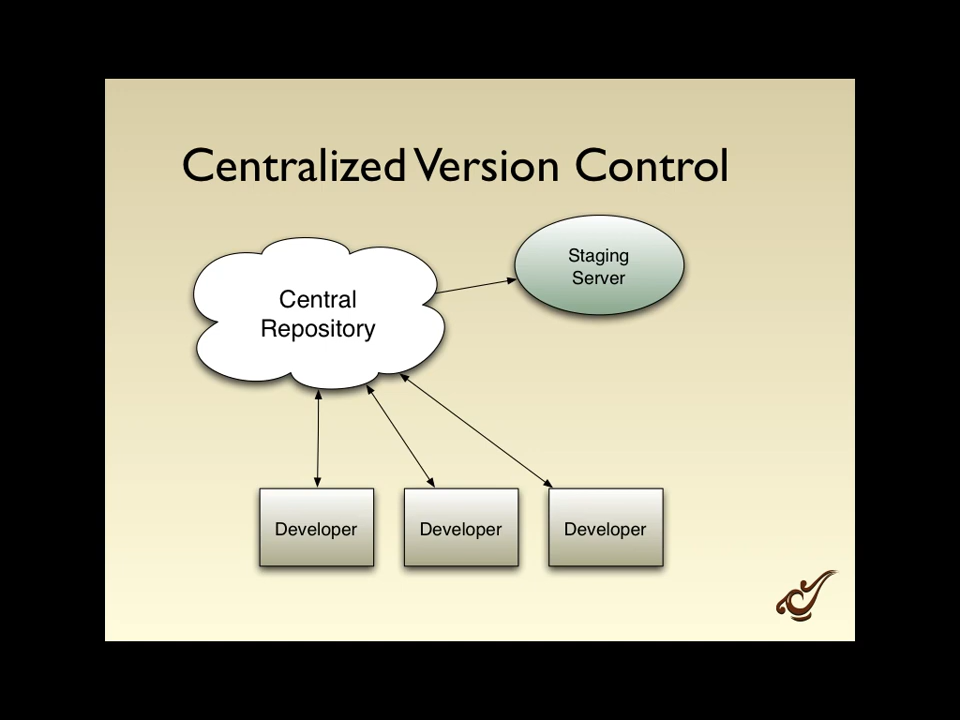 Centralized Version Control
Staging
Server
Central
Repository
Developer
Developer
Developer